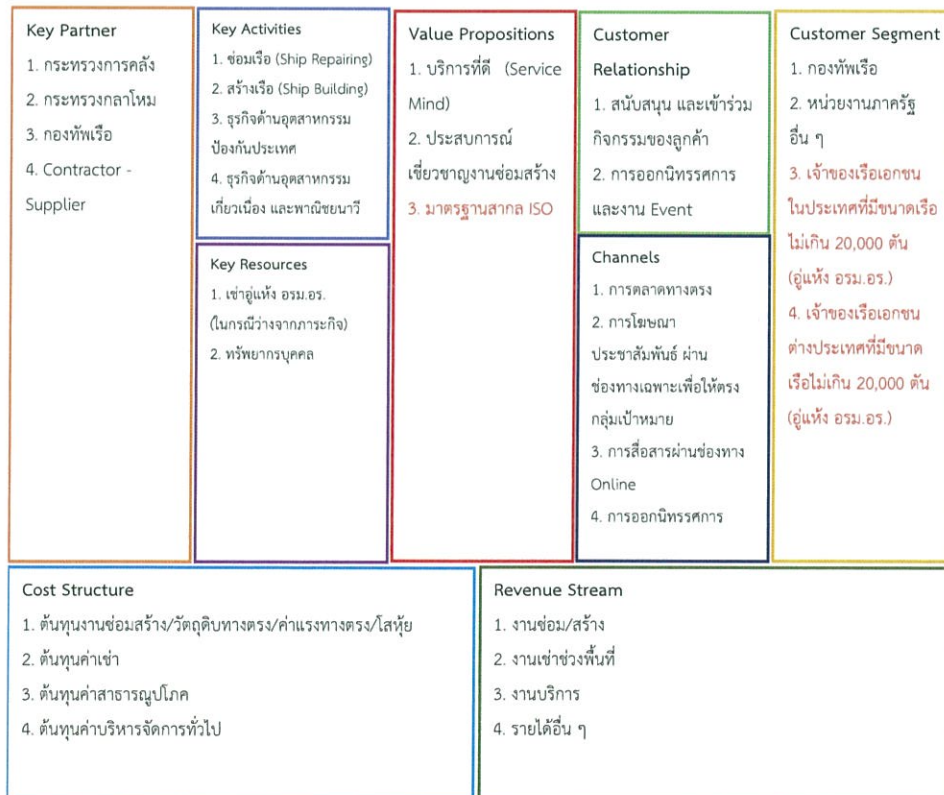 Key Partner
1. กระทรวงการคลัง
2. กระทรวงกลาโหม
3. กองทัพเรือ
4. Contractor -
Supplier
Key Activities
1. ซ่อมเรือ (Ship Repairing)
2. สร้างเรือ (Ship Building)
3. ธุรกิจด้านอุตสาหกรรม
ป้องกันประเทศ
4. ธุรกิจด้านอุตสาหกรรม
เกี่ยวเนื่อง และพาณิชยนาวี
Key Resources
1. เช่าอู่แห้ง อรม.อร.
(ในกรณีว่างจากภาระกิจ)
2. ทรัพยากรบุคคล
Value Propositions
1. บริการที่ดี (Service
Mind)
2. ประสบการณ์
เชี่ยวชาญงานซ่อมสร้าง
3. มาตรฐานสากล ISO
Customer
Relationship
1. สนับสนุน และเข้าร่วม
กิจกรรมของลูกค้า
2. การออกนิทรรศการ
และงาน Event
Channels
1. การตลาดทางตรง
2. การโฆษณา
ประชาสัมพันธ์ ผ่าน
ช่องทางเฉพาะเพื่อให้ตรง
กลุ่มเป้าหมาย
3. การสื่อสารผ่านช่องทาง
Online
4. การออกนิทรรศการ
Customer Segment
1. กองทัพเรือ
2. หน่วยงานภาครัฐ
อื่น ๆ
3. เจ้าของเรือเอกชน
ในประเทศที่มีขนาดเรือ
ไม่เกิน 20,000 ตัน
(อู่แห้ง อรม.อร.)
4. เจ้าของเรือเอกชน
ต่างประเทศที่มีขนาด
เรือไม่เกิน 20,000 ตัน
(อู่แห้ง อรม.อร.)
Cost Structure
1. ต้นทุนงานซ่อมสร้าง/วัตถุดิบทางตรง/ค่าแรงทางตรง/โสหุ้ย
2. ต้นทุนค่าเช่า
3. ต้นทุนค่าสาธารณูปโภค
4. ต้นทุนค่าบริหารจัดการทั่วไป
Revenue Stream
1. งานซ่อม/สร้าง
2. งานเช่าช่วงพื้นที่
3. งานบริการ
4. รายได้อื่น ๆ